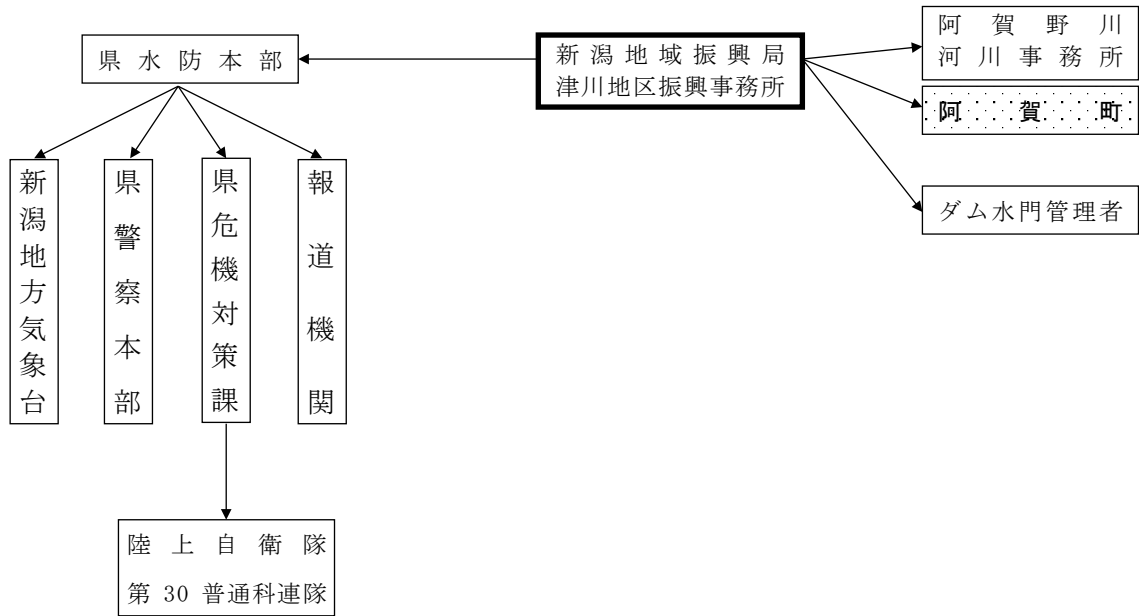 県水防本部
新潟地域振興局
津川地区振興事務所
阿賀野川
河川事務所
阿賀町
ダム水門管理者
新潟地方気象台
県警察本部
県危機対策課
報道機関
陸上自衛隊
第 30 普通科連隊